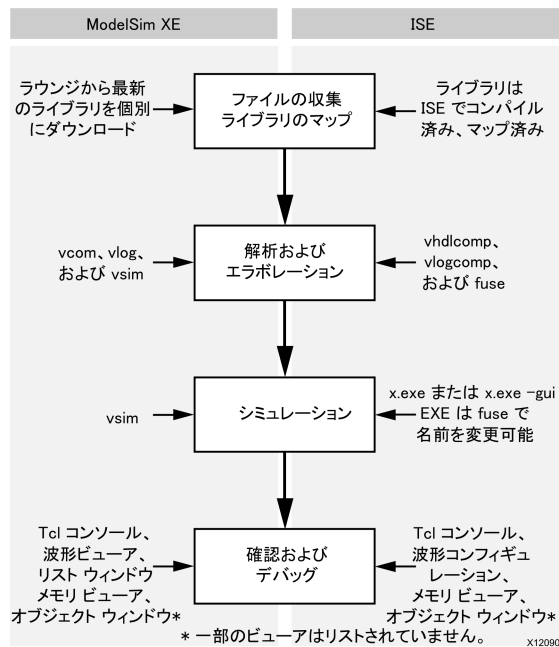 ModelSim XE
ISE
ラウンジから最新
のライブラリを個別
にダウンロード
ファイルの収集
ライブラリのマップ
ライブラリは
ISE でコンパイル
済み、マップ済み
vcom、vlog、
および vsim
解析および
エラボレーション
vhdlcomp、
vlogcomp、
および fuse
vsim
シミュレーション
x.exe または x.exe -gui
EXE は fuse で
名前を変更可能
Tcl コンソール、
波形ビューア、
リスト ウィンドウ
メモリ ビューア、
オブジェクト ウィンドウ*
確認および
デバッグ
Tcl コンソール、
波形コンフィギュ
レーション、
メモリ ビューア、
オブジェクト ウィンドウ*
* 一部のビューアはリストされていません。
X12090